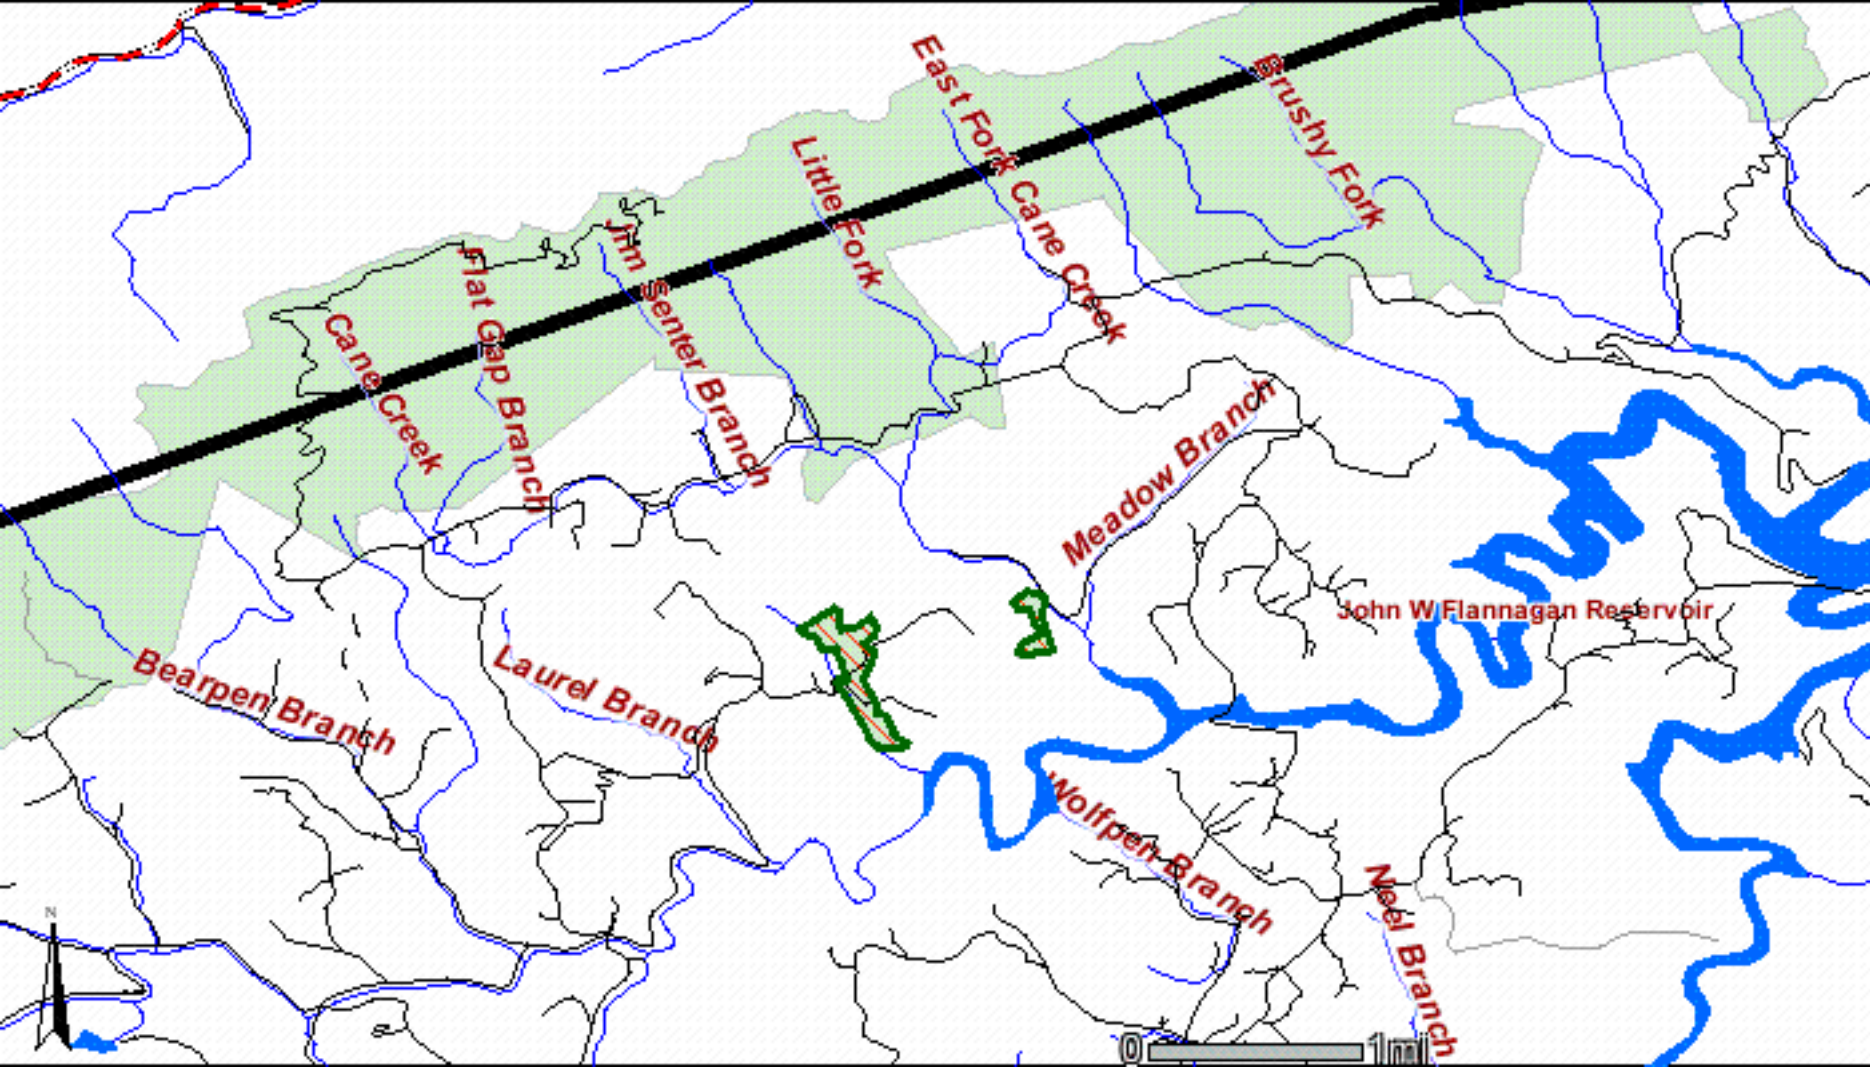 East Fork Cane Creek
Brushy Fork
Little Fork
Jim Senter Branch
Flat Gap Branch
Cane Creek
Meadow Branch
John W Flannagan Reservoir
Bearpen Branch
Laurel Branch
Wolfpen Branch
Neel Branch
N
0 1mi